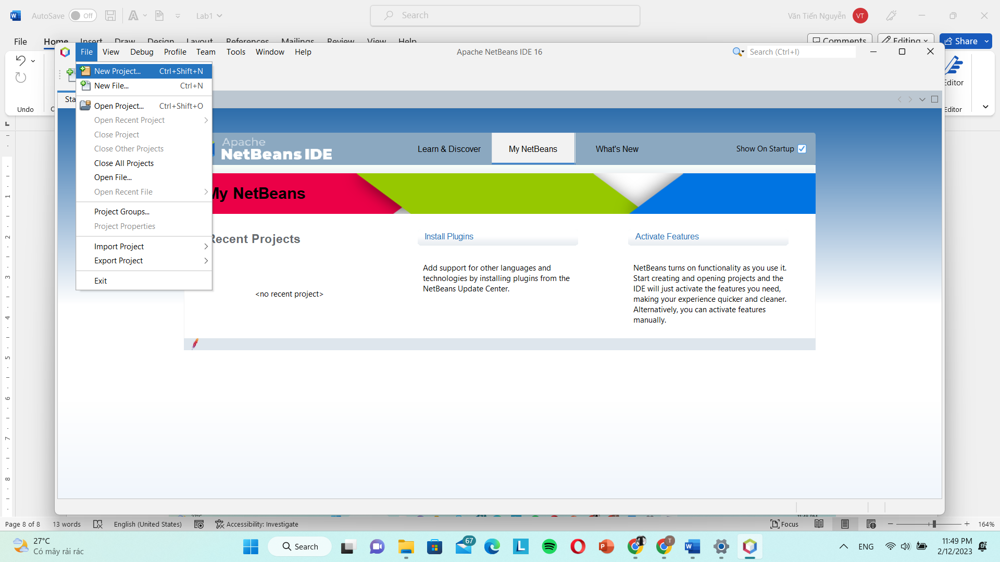 AutoSave Off Lab1 Search Văn Tiến Nguyễn VT
File Home Insert Draw Design Layout References Mailings Review View Help Comments Editing Share
File View Debug Profile Team Tools Window Help Apache NetBeans IDE 16 Search (Ctrl+I)
New Project... Ctrl+Shift+N
New File... Ctrl+N
Open Project... Ctrl+Shift+O
Open Recent Project
Close Project
Close Other Projects
Close All Projects
Open File...
Open Recent File
Project Groups...
Project Properties
Import Project
Export Project
Exit
Undo
Editor
Editor
Apache
NetBeans IDE
Learn & Discover My NetBeans What's New Show On Startup
My NetBeans
Recent Projects
<no recent project>
Install Plugins
Add support for other languages and
technologies by installing plugins from the
NetBeans Update Center.
Activate Features
NetBeans turns on functionality as you use it.
Start creating and opening projects and the
IDE will just activate the features you need,
making your experience quicker and cleaner.
Alternatively, you can activate features
manually.
1
2
3
4
5
6
7
8
Page 8 of 8 13 words English (United States) Accessibility: Investigate Focus 164%
27°C
Có mây rải rác
Search
67
ENG
11:49 PM
2/12/2023